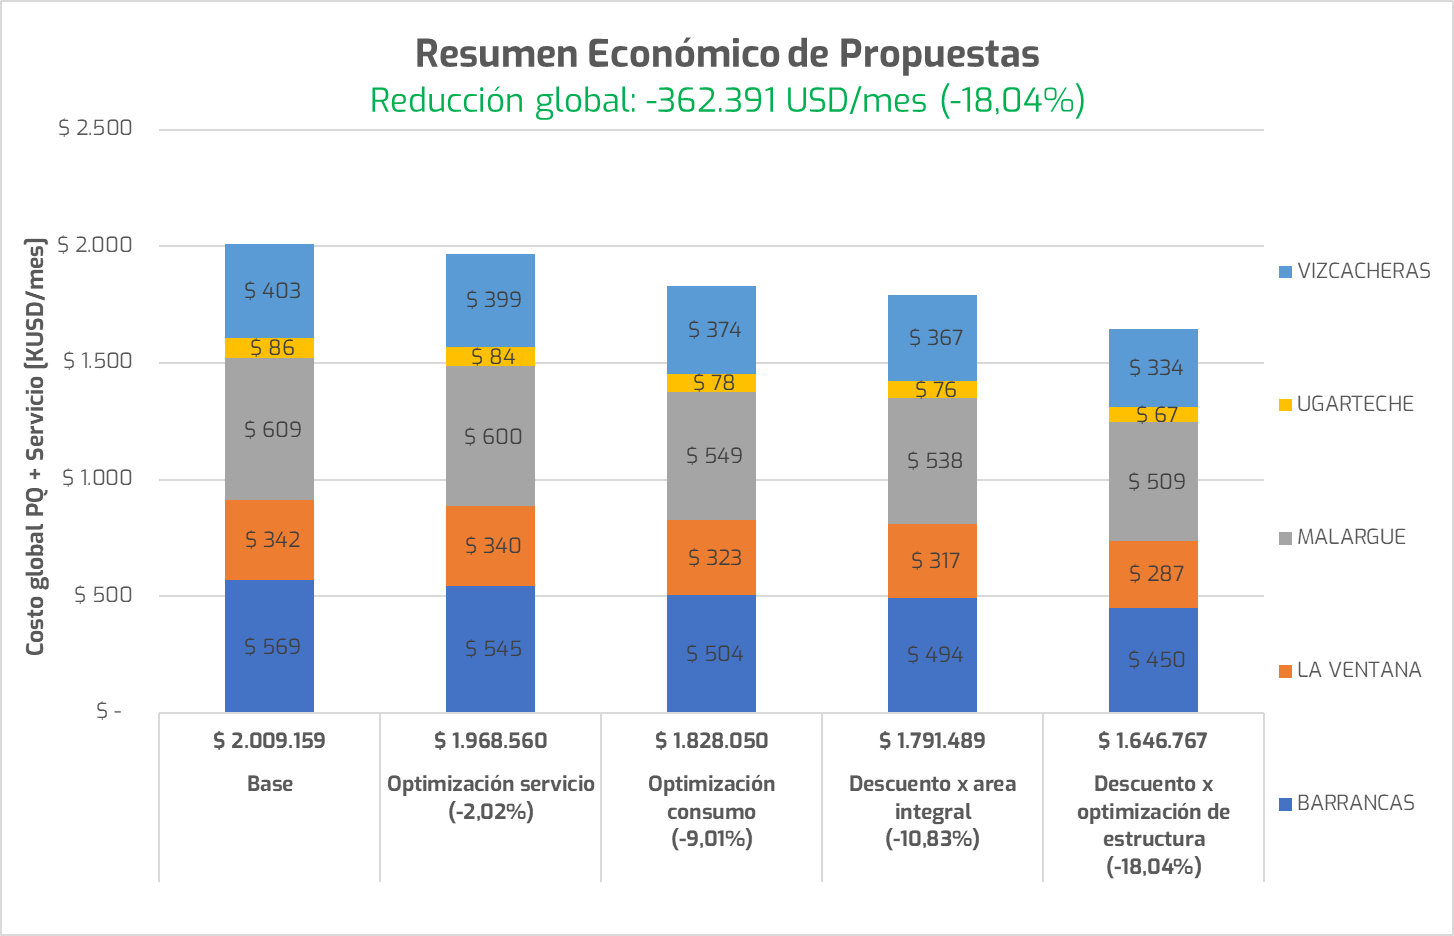 Resumen Económico de Propuestas
Reducción global: -362.391 USD/mes (-18,04%)
Costo global PQ + Servicio (KUSD/mes)
$ 2.500
$ 2.000
$ 1.500
$ 1.000
$ 500
$ -
$ 403
$ 86
$ 609
$ 342
$ 569
$ 399
$ 84
$ 600
$ 340
$ 545
$ 374
$ 78
$ 549
$ 323
$ 504
$ 367
$ 76
$ 538
$ 317
$ 494
$ 334
$ 67
$ 509
$ 287
$ 450
$ 2.009.159
Base
$ 1.968.560
Optimización servicio
(-2,02%)
$ 1.828.050
Optimización
consumo
(-9,01%)
$ 1.791.489
Descuento x area
integral
(-10,83%)
$ 1.646.767
Descuento x
optimización de
estructura
(-18,04%)
VIZCACHERAS
UGARTECHE
MALARGUE
LA VENTANA
BARRANCAS